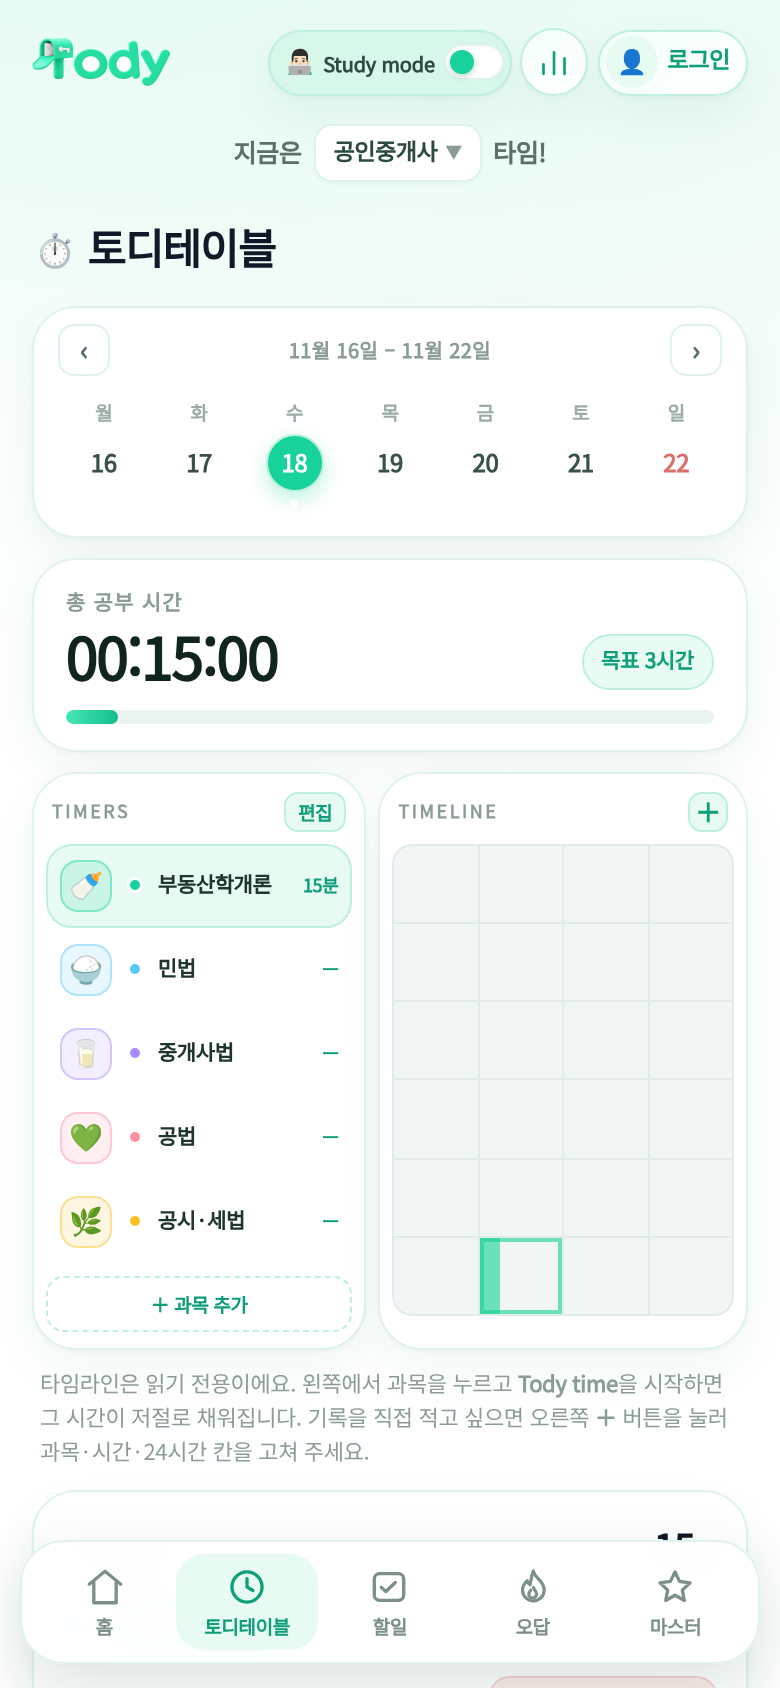 Tody
Study mode
로그인
지금은 공인중개사 ▼ 타임!
토디테이블
‹ 11월 16일 – 11월 22일 ›
월 화 수 목 금 토 일
16 17 18 19 20 21 22
총 공부 시간
00:15:00
목표 3시간
TIMERS 편집
부동산학개론 15분
민법 —
중개사법 —
공법 —
공시·세법 —
+ 과목 추가
TIMELINE +
타임라인은 읽기 전용이에요. 왼쪽에서 과목을 누르고 Tody time을 시작하면
그 시간이 저절로 채워집니다. 기록을 직접 적고 싶으면 오른쪽 + 버튼을 눌러
과목·시간·24시간 칸을 고쳐 주세요.
홈 토디테이블 할일 오답 마스터